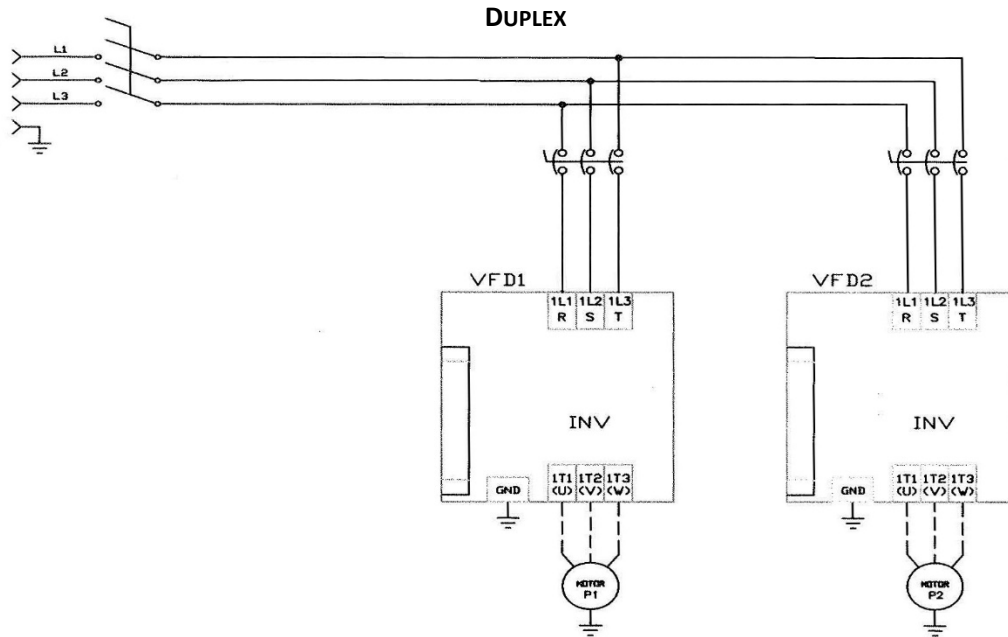 DUPLEX
L1
L2
L3
VFD1
VFD2
1L1 1L2 1L3
R S T
1L1 1L2 1L3
R S T
INV
INV
GND
1T1 1T2 1T3
(U) (V) (W)
GND
1T1 1T2 1T3
(U) (V) (W)
MOTOR
P1
MOTOR
P2